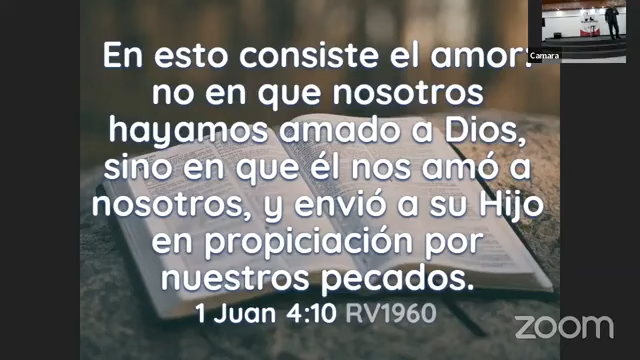 En esto consiste el amor:
no en que nosotros
hayamos amado a Dios,
sino en que él nos amó a
nosotros, y envió a su Hijo
en propiciación por
nuestros pecados.
1 Juan 4:10 RV1960
Camara
zoom